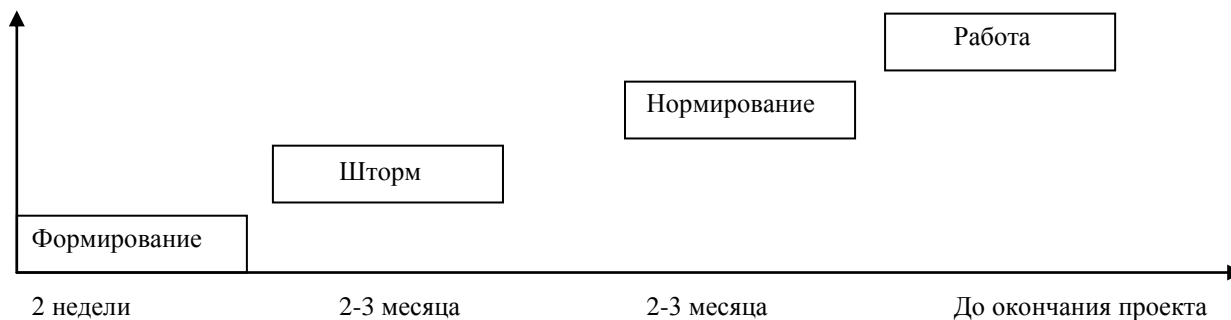 Работа
Нормирование
Шторм
Формирование
2 недели
2-3 месяца
2-3 месяца
До окончания проекта